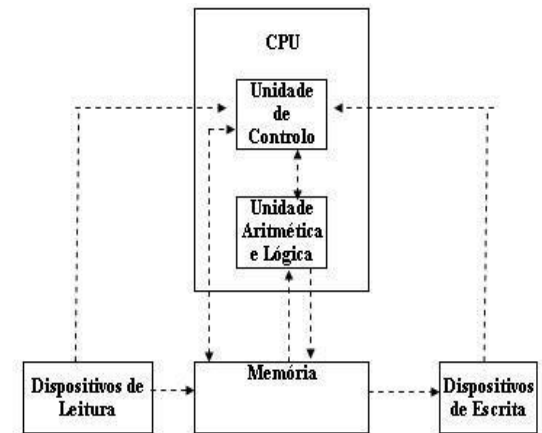 CPU
Unidade
de
Controlo
Unidade
Aritmética
e Lógica
Dispositivos de
Leitura
Memória
Dispositivos
de Escrita